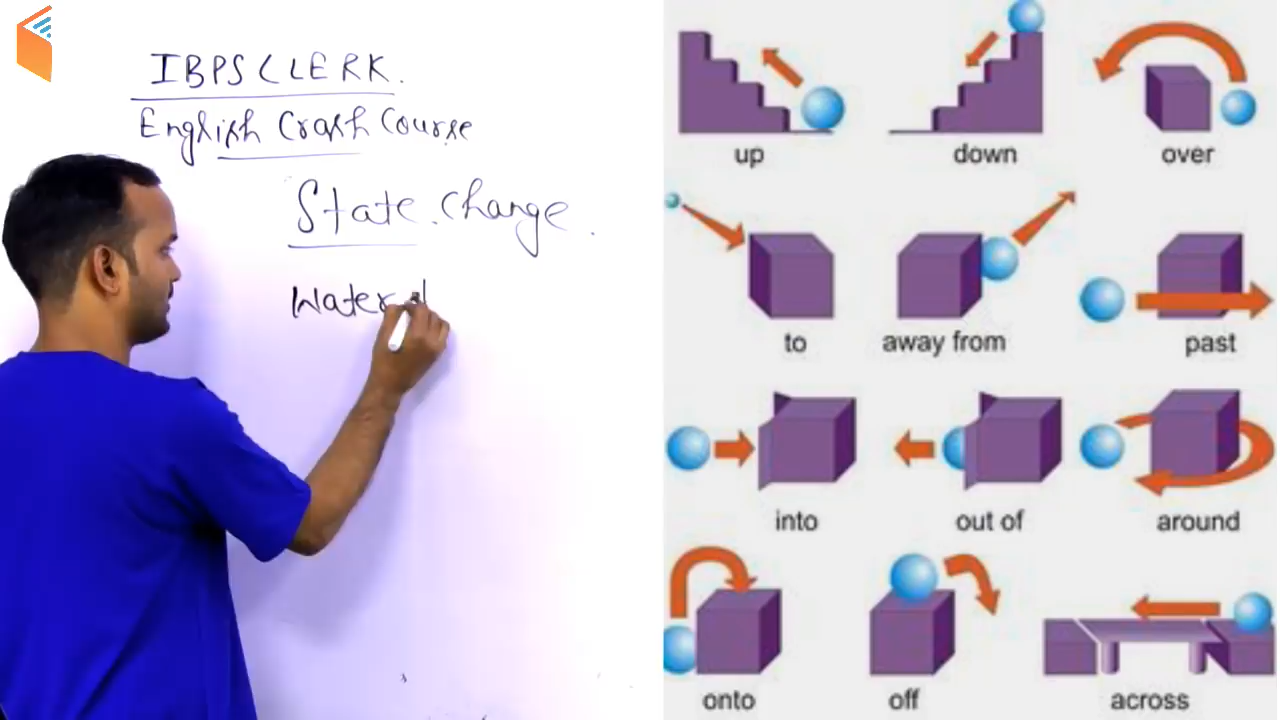 IBPS CLERK.
English Crash Course
State change.
Water
up down over
to away from past
into out of around
onto off across